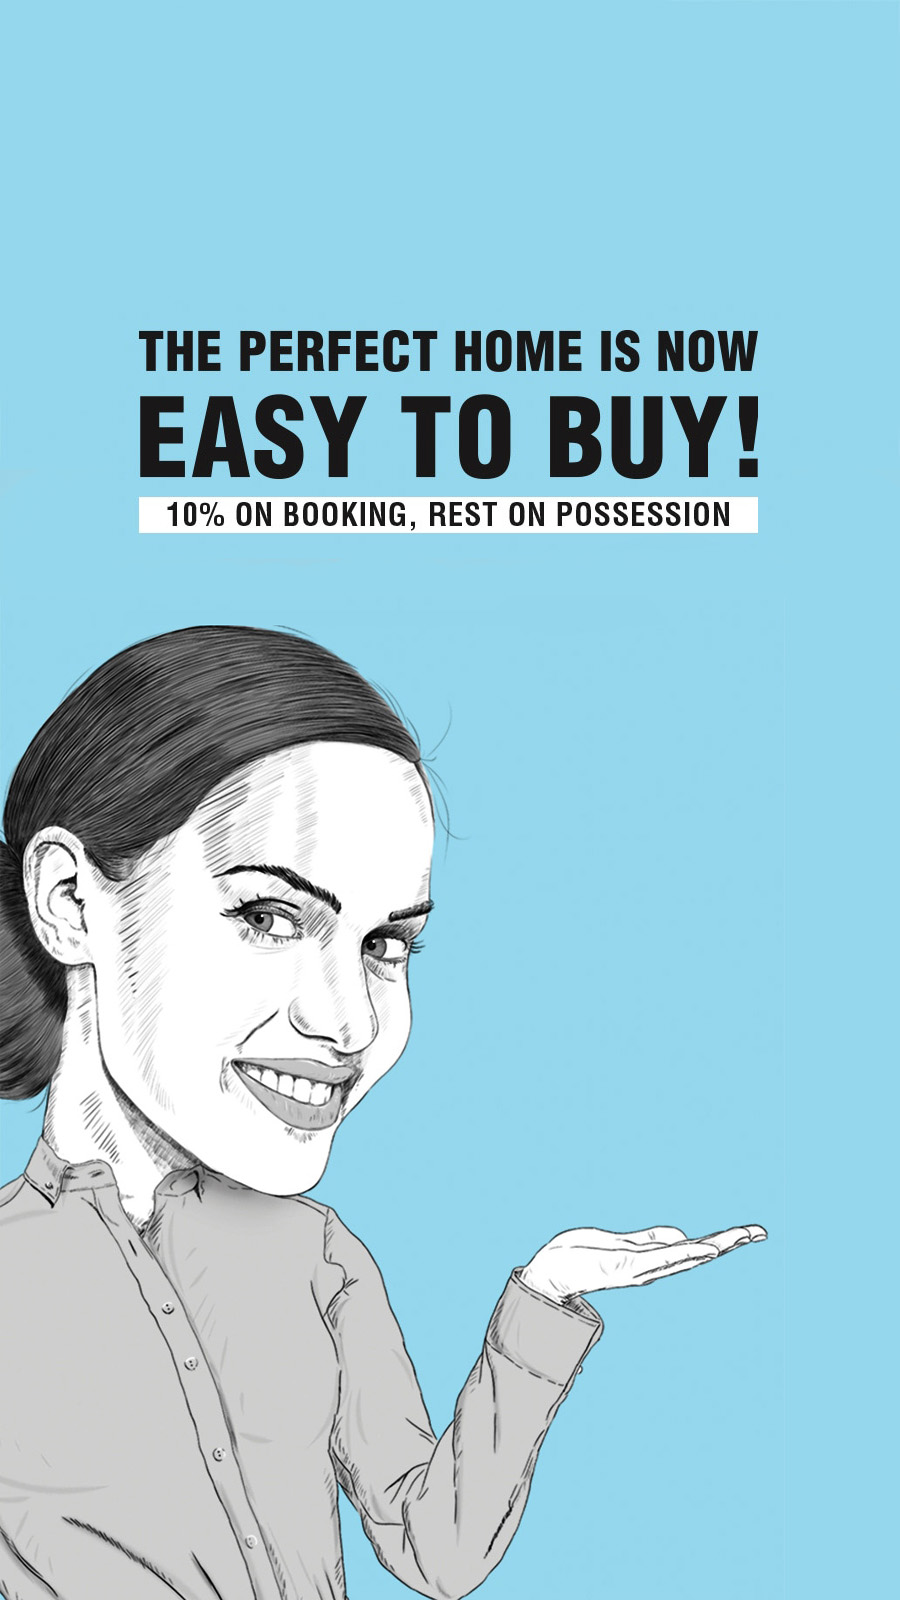 THE PERFECT HOME IS NOW
EASY TO BUY!
10% ON BOOKING, REST ON POSSESSION